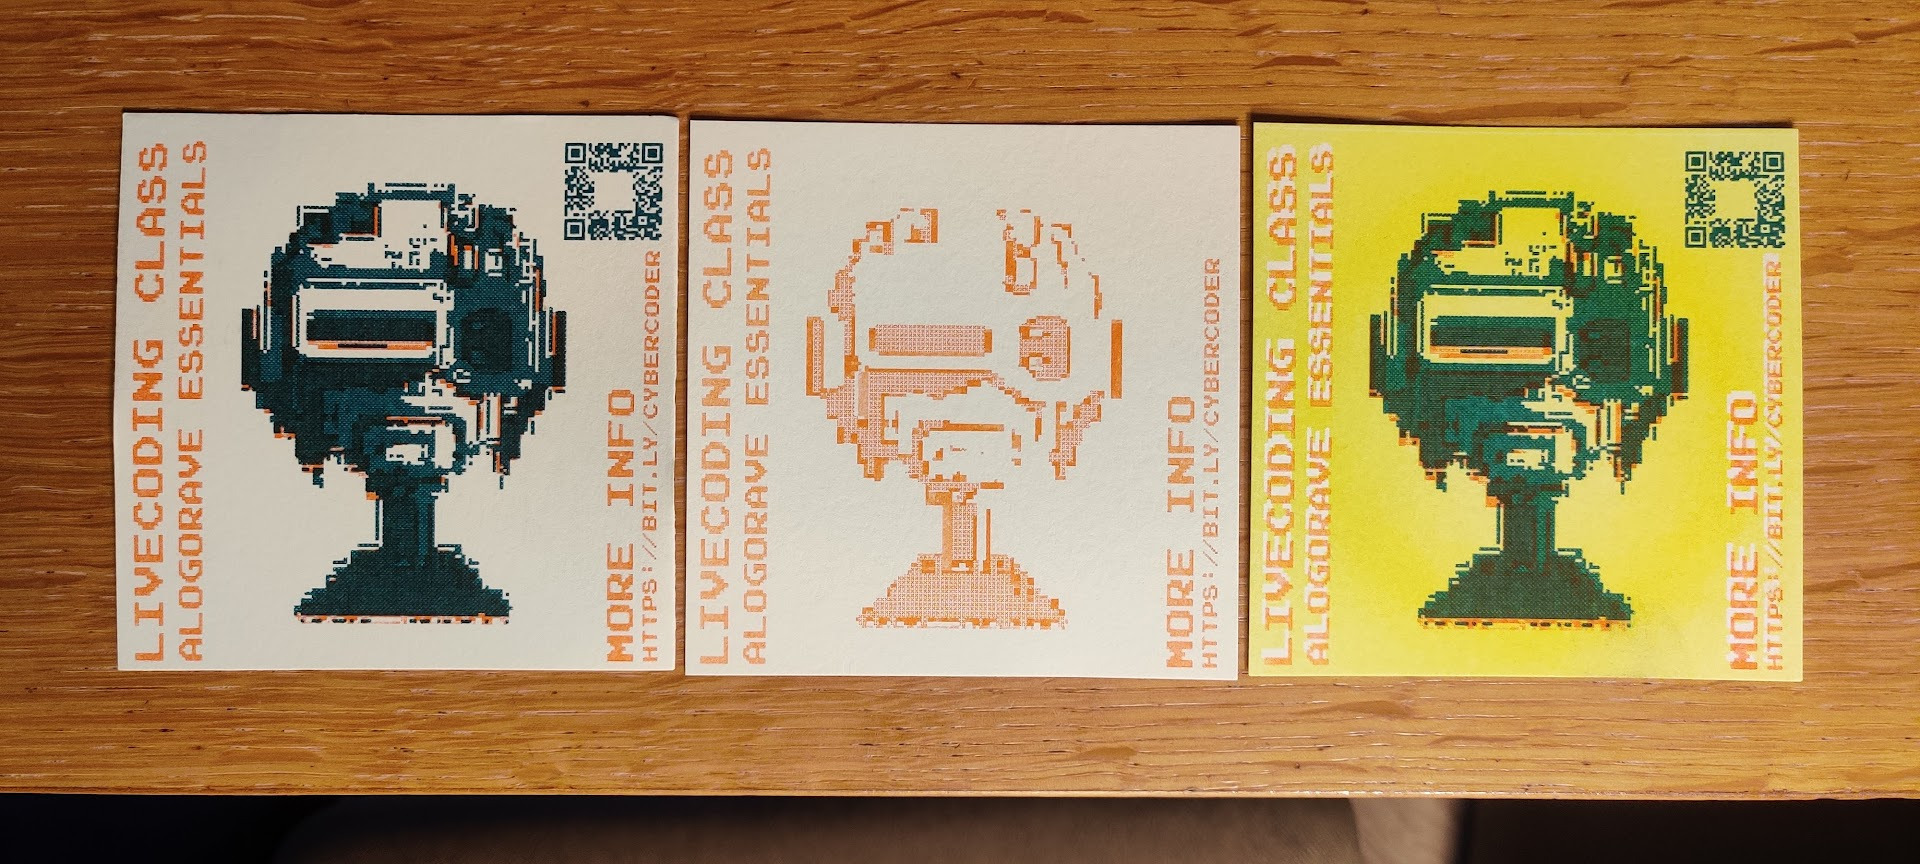 LIVECODING CLASS
ALOGORAVE ESSENTIALS
MORE INFO
HTTPS://BIT.LY/CYBERCODER
LIVECODING CLASS
ALOGORAVE ESSENTIALS
MORE INFO
HTTPS://BIT.LY/CYBERCODER
LIVECODING CLASS
ALOGORAVE ESSENTIALS
MORE INFO
HTTPS://BIT.LY/CYBERCODER